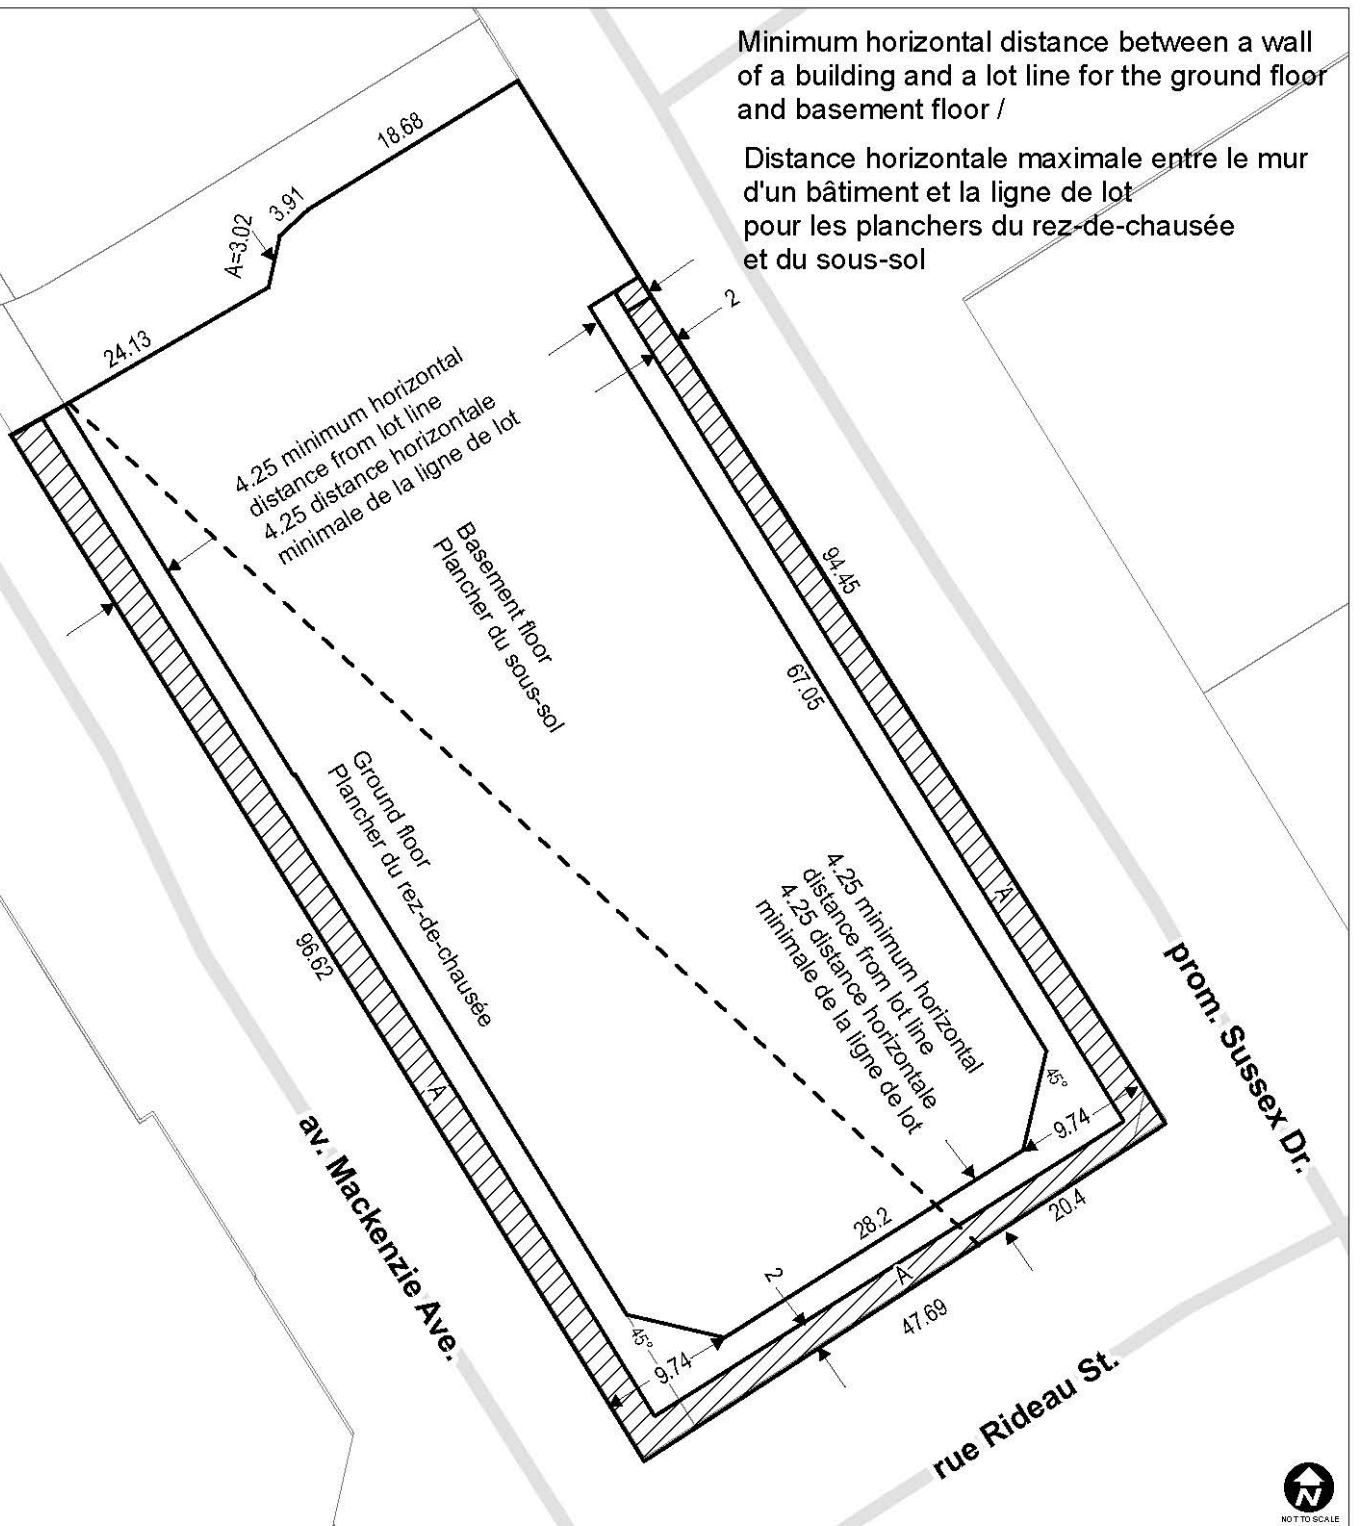 Minimum horizontal distance between a wall
of a building and a lot line for the ground floor
and basement floor /
Distance horizontale maximale entre le mur
d'un bâtiment et la ligne de lot
pour les planchers du rez-de-chausée
et du sous-sol
18.68
3.91
A=3.02
24.13
2
4.25 minimum horizontal
distance from lot line
4.25 distance horizontale
minimale de la ligne de lot
Basement floor
Plancher du sous-sol
94.45
67.05
Ground floor
Plancher du rez-de-chausée
96.62
4.25 minimum horizontal
distance from lot line
4.25 distance horizontale
minimale de la ligne de lot
A
A
A
prom. Sussex Dr.
45°
9.74
20.4
28.2
2
47.69
45°
9.74
av. Mackenzie Ave.
rue Rideau St.
N
NOT TO SCALE